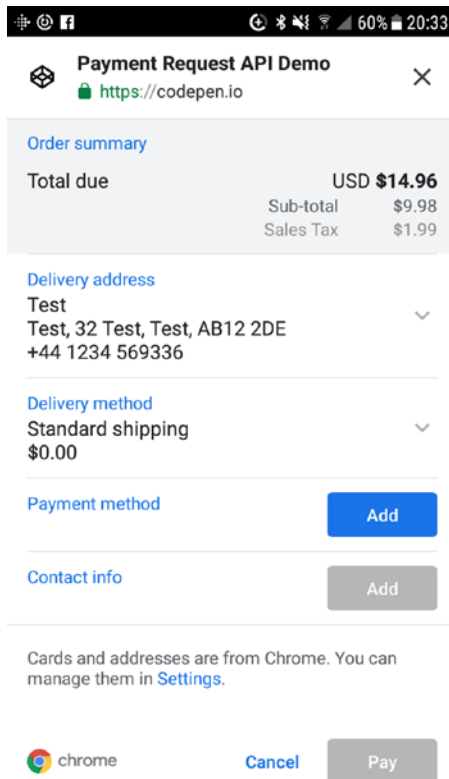 60% 20:33
Payment Request API Demo
https://codepen.io
Order summary
Total due USD $14.96
Sub-total $9.98
Sales Tax $1.99
Delivery address
Test
Test, 32 Test, Test, AB12 2DE
+44 1234 569336
Delivery method
Standard shipping
$0.00
Payment method Add
Contact info Add
Cards and addresses are from Chrome. You can
manage them in Settings.
chrome Cancel Pay